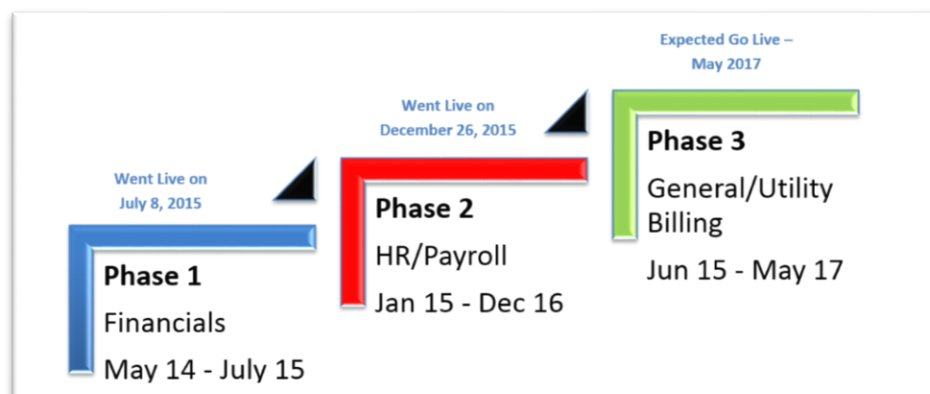 Went Live on
July 8, 2015
Phase 1
Financials
May 14 - July 15
Went Live on
December 26, 2015
Phase 2
HR/Payroll
Jan 15 - Dec 16
Expected Go Live –
May 2017
Phase 3
General/Utility
Billing
Jun 15 - May 17